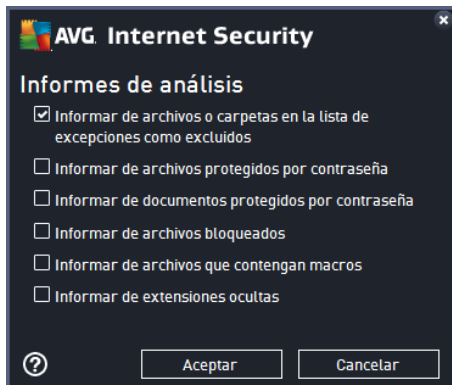 AVG Internet Security
Informes de análisis
Informar de archivos o carpetas en la lista de
excepciones como excluidos
Informar de archivos protegidos por contraseña
Informar de documentos protegidos por contraseña
Informar de archivos bloqueados
Informar de archivos que contengan macros
Informar de extensiones ocultas
? Aceptar Cancelar